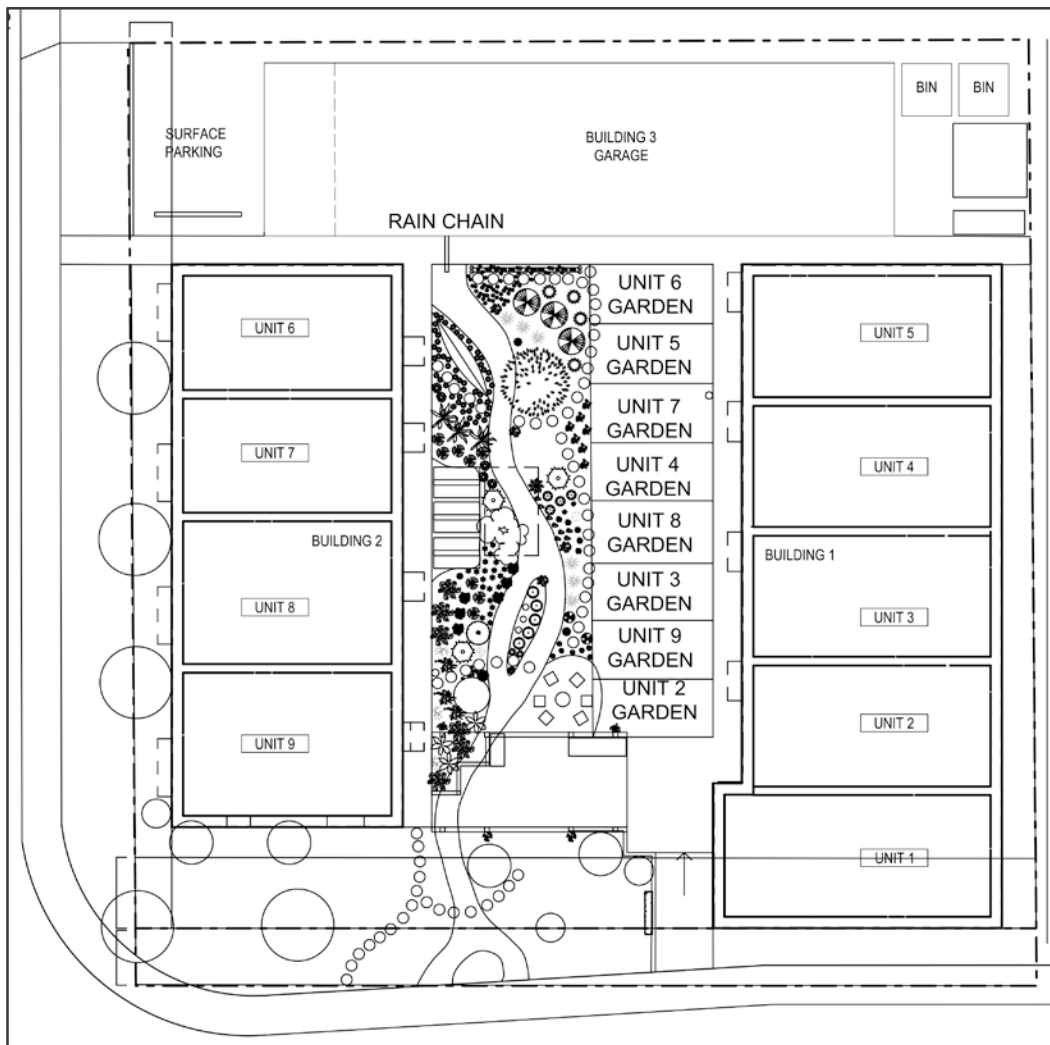 BIN
BIN
SURFACE
PARKING
BUILDING 3
GARAGE
RAIN CHAIN
UNIT 6
GARDEN
UNIT 5
GARDEN
UNIT 7
GARDEN
UNIT 4
GARDEN
UNIT 8
GARDEN
UNIT 3
GARDEN
UNIT 9
GARDEN
UNIT 2
GARDEN
UNIT 6
UNIT 7
BUILDING 2
UNIT 8
UNIT 9
UNIT 5
UNIT 4
BUILDING 1
UNIT 3
UNIT 2
UNIT 1